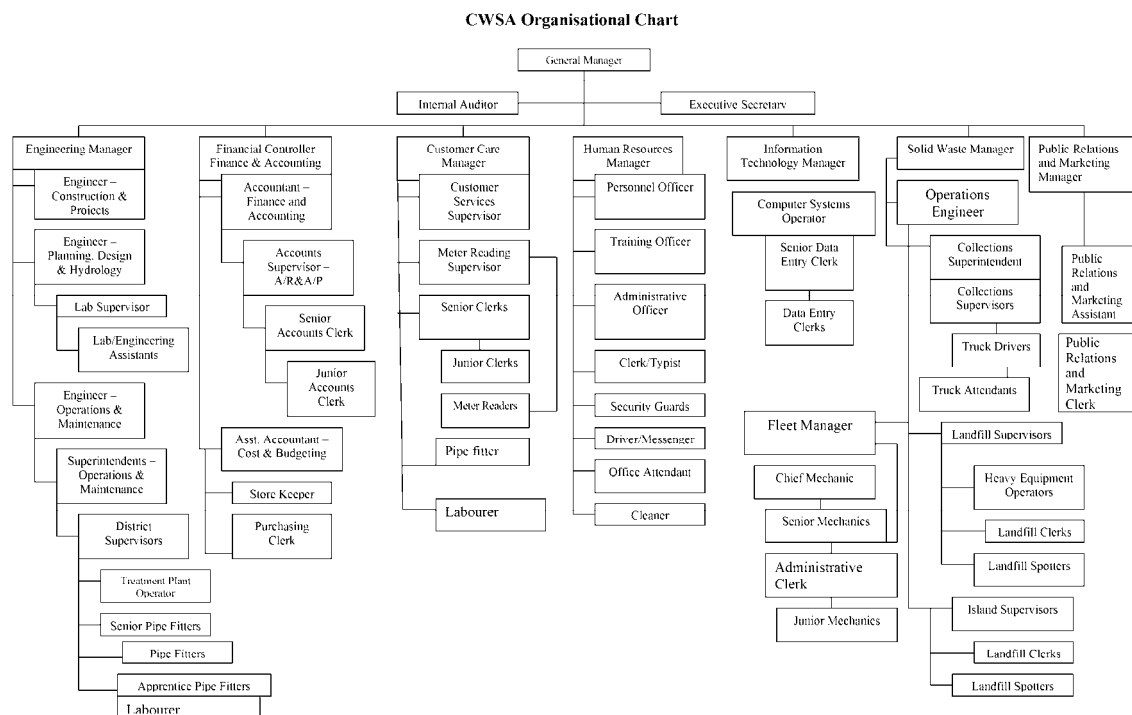 CWSA Organisational Chart
General Manager
Internal Auditor
Executive Secretary
Engineering Manager
Engineer –
Construction &
Projects
Engineer –
Planning, Design
& Hydrology
Lab Supervisor
Lab/Engineering
Assistants
Engineer –
Operations &
Maintenance
Superintendents –
Operations &
Maintenance
District
Supervisors
Treatment Plant
Operator
Senior Pipe Fitters
Pipe Fitters
Apprentice Pipe Fitters
Labourer
Financial Controller
Finance & Accounting
Accountant –
Finance and
Accounting
Accounts
Supervisor –
A/R&A/P
Senior
Accounts Clerk
Junior
Accounts
Clerk
Asst. Accountant –
Cost & Budgeting
Store Keeper
Purchasing
Clerk
Customer Care
Manager
Customer
Services
Supervisor
Meter Reading
Supervisor
Senior Clerks
Junior Clerks
Meter Readers
Pipe fitter
Labourer
Human Resources
Manager
Personnel Officer
Training Officer
Administrative
Officer
Clerk/Typist
Security Guards
Driver/Messenger
Office Attendant
Cleaner
Information
Technology Manager
Computer Systems
Operator
Senior Data
Entry Clerk
Data Entry
Clerks
Solid Waste Manager
Operations
Engineer
Collections
Superintendent
Collections
Supervisors
Truck Drivers
Truck Attendants
Fleet Manager
Chief Mechanic
Senior Mechanics
Administrative
Clerk
Junior Mechanics
Landfill Supervisors
Heavy Equipment
Operators
Landfill Clerks
Landfill Spotters
Island Supervisors
Landfill Clerks
Landfill Spotters
Public Relations
and Marketing
Manager
Public
Relations
and
Marketing
Assistant
Public
Relations
and
Marketing
Clerk